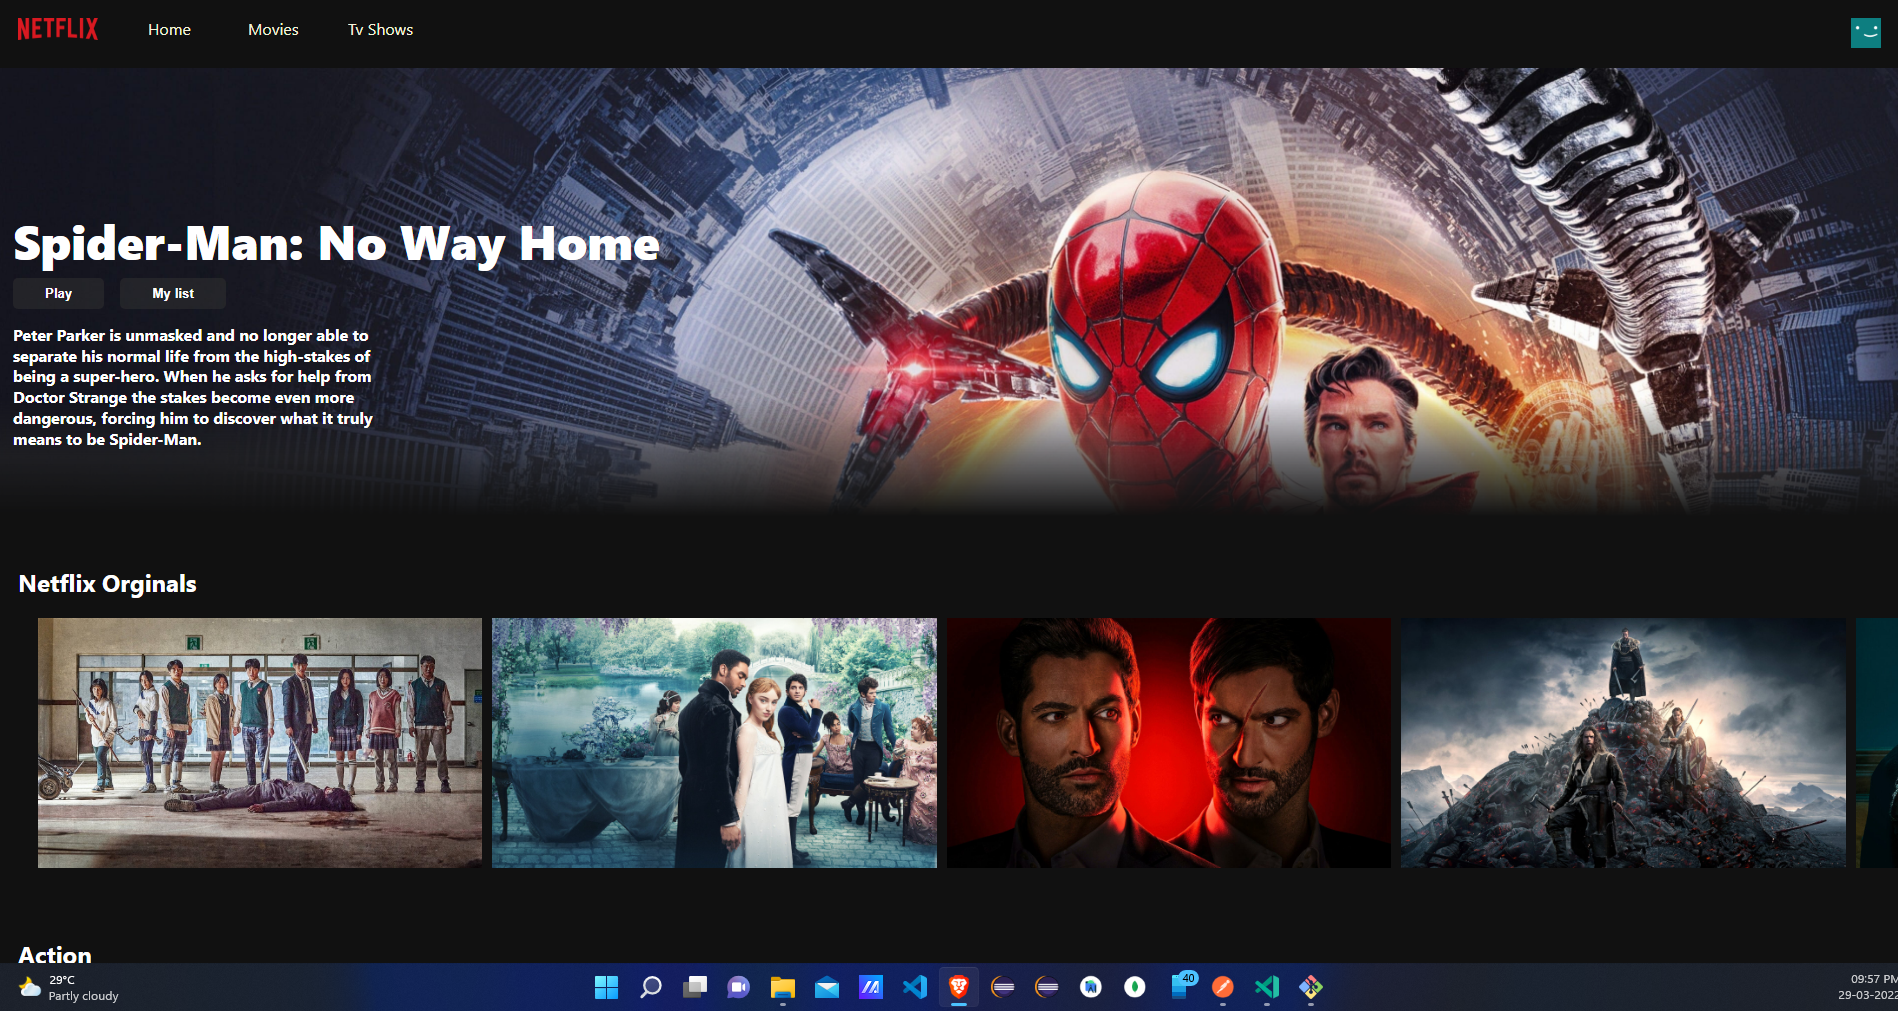 NETFLIX Home Movies Tv Shows
Spider-Man: No Way Home
Play My list
Peter Parker is unmasked and no longer able to
separate his normal life from the high-stakes of
being a super-hero. When he asks for help from
Doctor Strange the stakes become even more
dangerous, forcing him to discover what it truly
means to be Spider-Man.
Netflix Orginals
Action
29°C
Partly cloudy
40
09:57 PM
29-03-2022